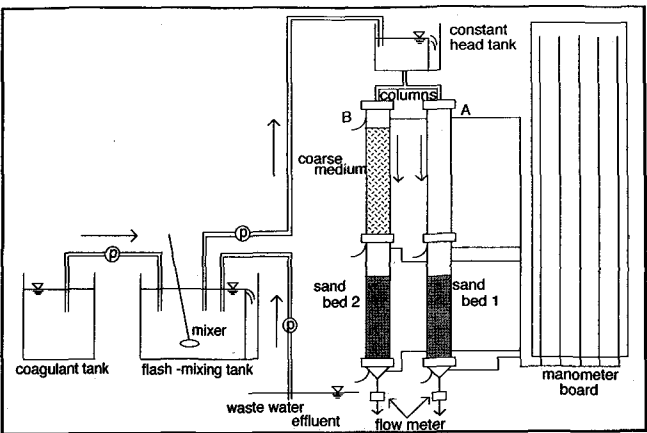 constant
head tank
columns
B
A
coarse
medium
p
p
sand
bed 2
sand
bed 1
p
mixer
coagulant tank
flash -mixing tank
manometer
board
waste water
effluent
flow meter